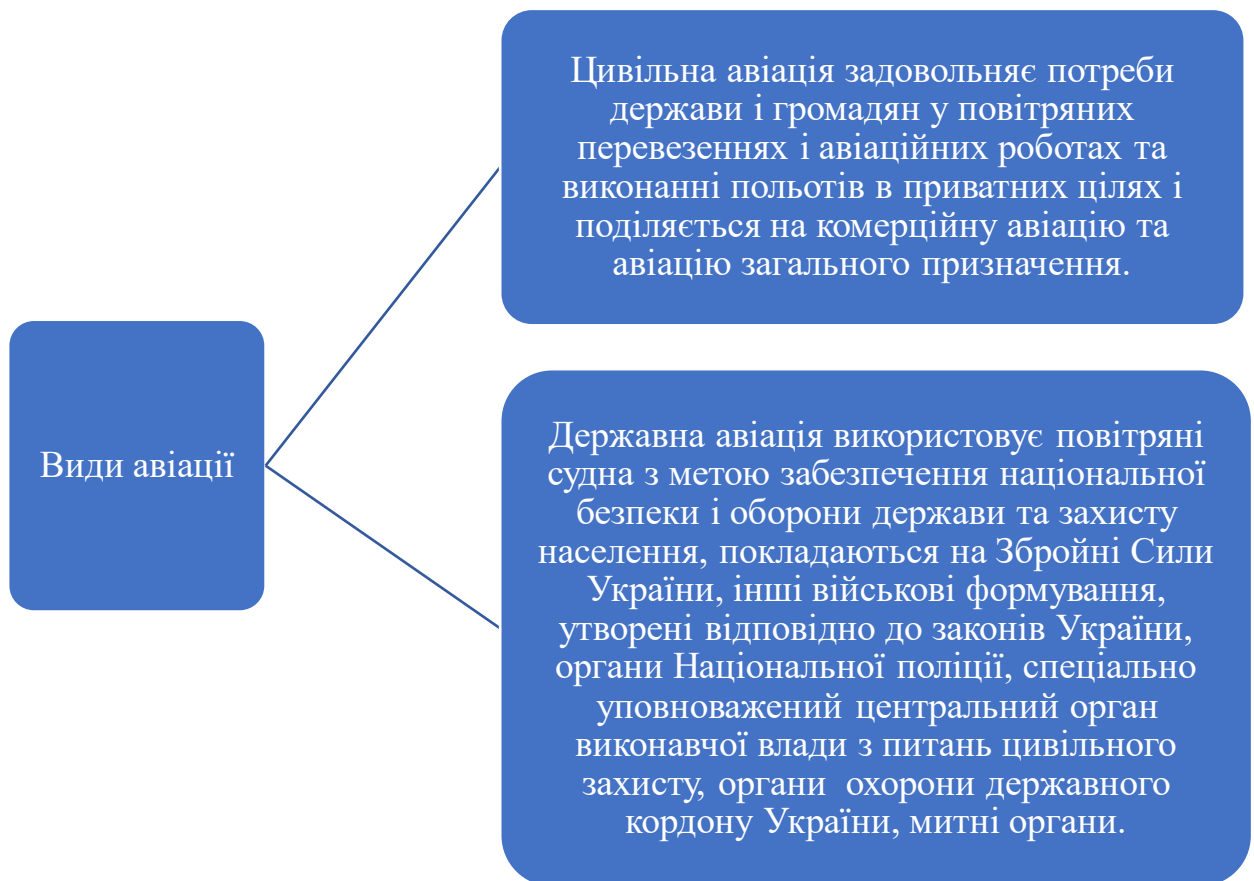 Види авіації
Цивільна авіація задовольняє потреби
держави і громадян у повітряних
перевезеннях і авіаційних роботах та
виконанні польотів в приватних цілях і
поділяється на комерційну авіацію та
авіацію загального призначення.
Державна авіація використовує повітряні
судна з метою забезпечення національної
безпеки і оборони держави та захисту
населення, покладаються на Збройні Сили
України, інші військові формування,
утворені відповідно до законів України,
органи Національної поліції, спеціально
уповноважений центральний орган
виконавчої влади з питань цивільного
захисту, органи  охорони державного
кордону України, митні органи.